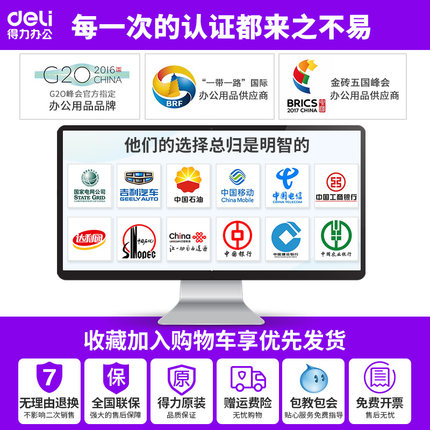 deli
得力办公
每一次的认证都来之不易
G20 2016 CHINA
G20峰会官方指定
办公用品品牌
BRF
“一带一路”国际
办公用品供应商
BRICS
2017 CHINA
金砖五国峰会
办公用品供应商
他们的选择总归是明智的
国家电网公司
STATE GRID
吉利汽车
GEELY AUTO
中国石油
中国移动
China Mobile
中国电信
CHINA TELECOM
中国工商银行
达利园
SINOPEC
China
unicom
中国银行
中国建设银行
中国农业银行
收藏加入购物车享优先发货
7
无理由退换
不影响二次销售
保
全国联保
强大的售后保障
得力原装
品质保证
赠运费险
无忧购物
包教包会
贴心服务免费指导
免费开票
售后无忧